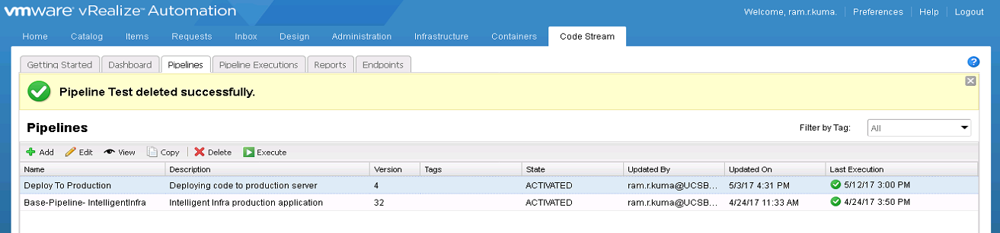 vmware® vRealize™ Automation
Welcome, ram.r.kuma. Preferences Help Logout
Home Catalog Items Requests Inbox Design Administration Infrastructure Containers Code Stream
Getting Started Dashboard Pipelines Pipeline Executions Reports Endpoints ?
Pipeline Test deleted successfully.
Pipelines Filter by Tag: All
Add Edit View Copy Delete Execute
Name Description Version Tags State Updated By Updated On Last Execution
Deploy To Production Deploying code to production server 4 ACTIVATED ram.r.kuma@UCSB... 5/3/17 4:31 PM 5/12/17 3:00 PM
Base-Pipeline- IntelligentInfra Intelligent Infra production application 32 ACTIVATED ram.r.kuma@UCSB... 4/24/17 11:33 AM 4/24/17 3:50 PM